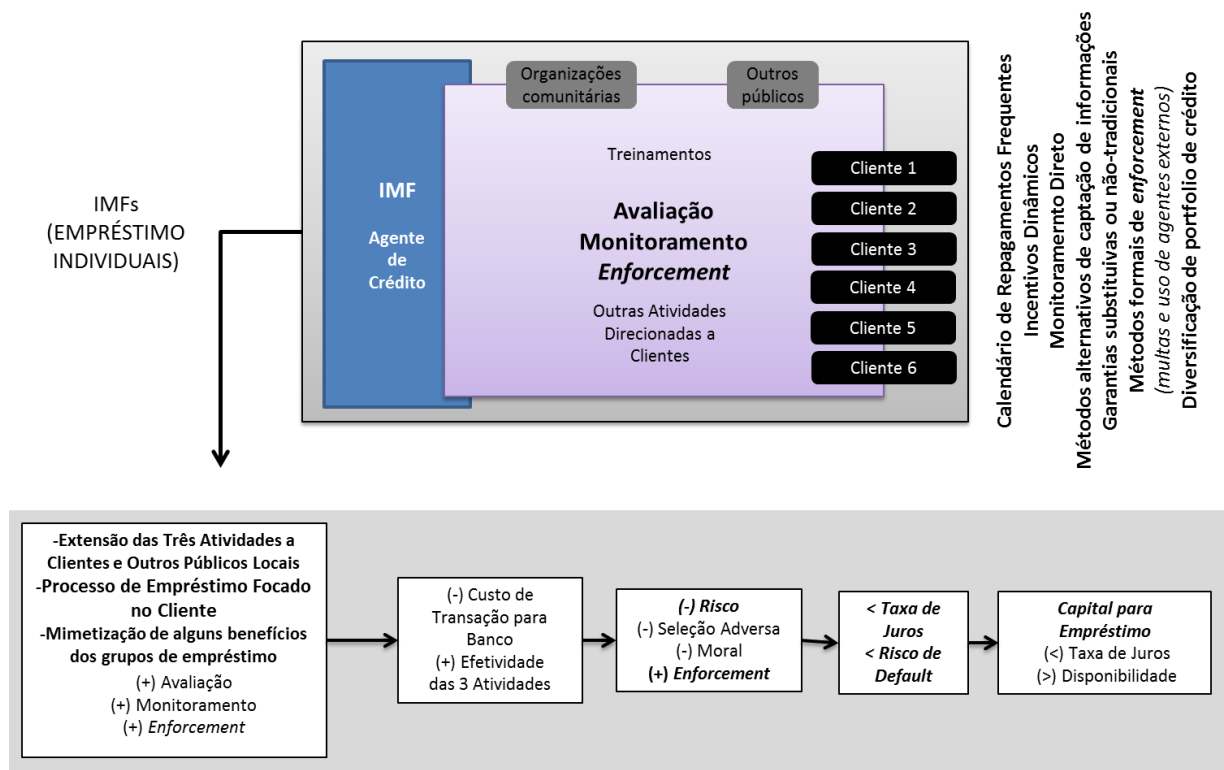 IMFs
(EMPRÉSTIMO
INDIVIDUAIS)
IMF
Agente
de
Crédito
Organizações
comunitárias
Outros
públicos
Treinamentos
Avaliação
Monitoramento
Enforcement
Outras Atividades
Direcionadas a
Clientes
Cliente 1
Cliente 2
Cliente 3
Cliente 4
Cliente 5
Cliente 6
Calendário de Repagamentos Frequentes
Incentivos Dinâmicos
Monitoramernto Direto
Métodos alternativos de captação de informações
Garantias substitutivas ou não-tradicionais
Métodos formais de enforcement
(multas e uso de agentes externos)
Diversificação de portfolio de crédito
-Extensão das Três Atividades a
Clientes e Outros Públicos Locais
-Processo de Empréstimo Focado
no Cliente
-Mimetização de alguns benefícios
dos grupos de empréstimo
(+) Avaliação
(+) Monitoramento
(+) Enforcement
(-) Custo de
Transação para
Banco
(+) Efetividade
das 3 Atividades
(-) Risco
(-) Seleção Adversa
(-) Moral
(+) Enforcement
< Taxa de
Juros
< Risco de
Default
Capital para
Empréstimo
(<) Taxa de Juros
(>) Disponibilidade